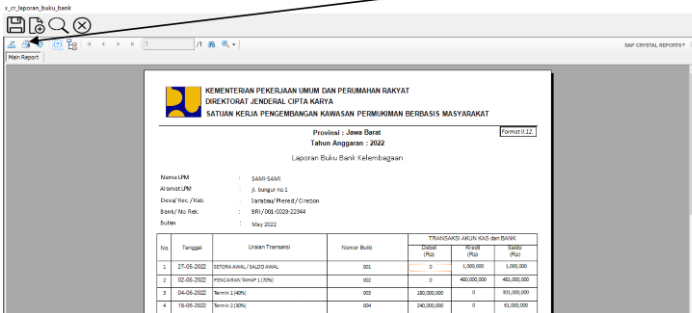 x_cr_laporan_buku_bank
1 /1
SAP CRYSTAL REPORTS
Main Report
KEMENTERIAN PEKERJAAN UMUM DAN PERUMAHAN RAKYAT
DIREKTORAT JENDERAL CIPTA KARYA
SATUAN KERJA PENGEMBANGAN KAWASAN PERMUKIMAN BERBASIS MASYARAKAT
Provinsi : Jawa Barat
Format II.12.
Tahun Anggaran : 2022
Laporan Buku Bank Kelembagaan
Nama LPM : SAMI-SAMI
Alamat LPM : jl. bungur no.1
Desa/ Kec. / Kab. : Sarabau/ Plered / Cirebon
Bank/ No. Rek. : BRI / 001-0029-22344
Bulan : May 2022
TRANSAKSI AKUN KAS dan BANK
No Tanggal Uraian Transaksi Nomor Bukti Debet (Rp) Kredit (Rp) Saldo (Rp)
1 27-05-2022 SETORA AWAL / SALDO AWAL 001 0 1,000,000 1,000,000
2 02-06-2022 PENCAIRAN TAHAP 1 (70%) 002 0 480,000,000 481,000,000
3 04-06-2022 Termin 1 (40%) 003 180,000,000 0 301,000,000
4 16-06-2022 Termin 2 (30%) 004 240,000,000 0 61,000,000